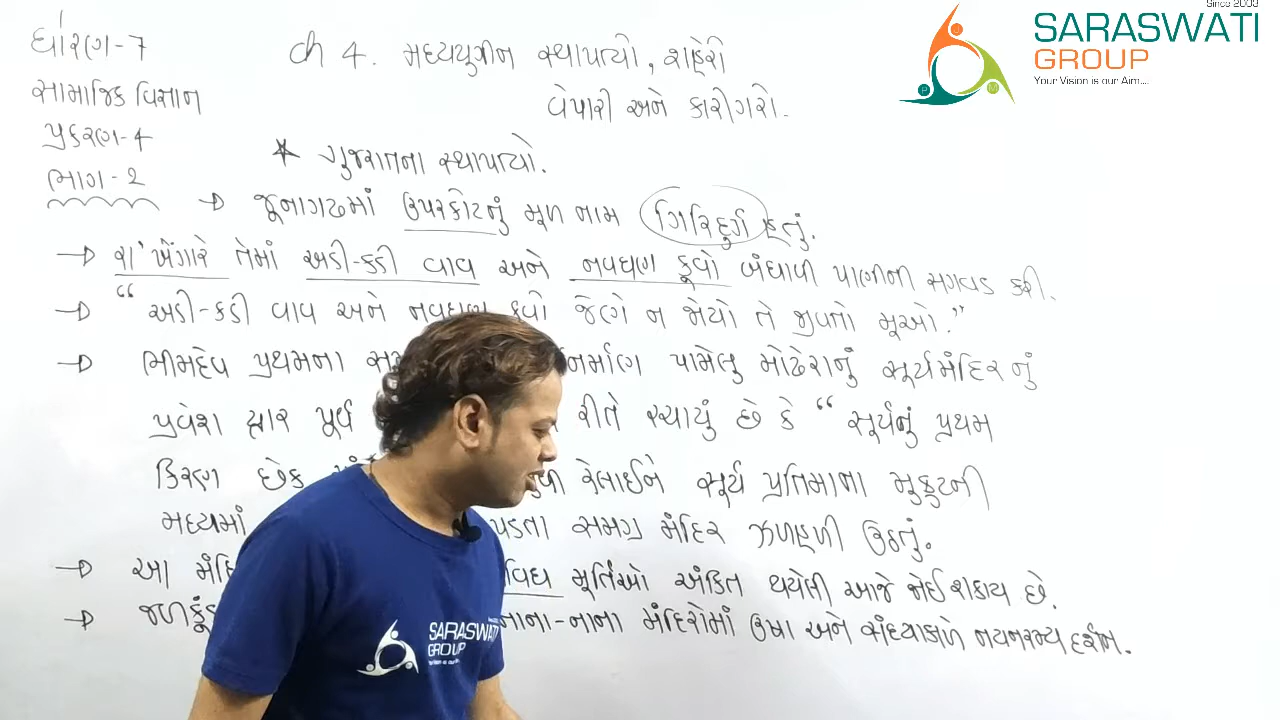 ધોરણ-7
સામાજિક વિજ્ઞાન
પ્રકરણ-4
ભાગ-2
ch 4. મધ્યયુગીન સ્થાપત્યો, શહેરો
વેપારી અને કારીગરો.
* ગુજરાતના સ્થાપત્યો.
→ જૂનાગઢમાં ઉપરકોટનું મૂળ નામ ગિરિદુર્ગ હતું.
→ રા'ખેંગારે તેમાં અડી-કડી વાવ અને નવઘણ કૂવો બંધાવી પાણીની સગવડ કરી.
→ “અડી-કડી વાવ અને નવઘણ કૂવો જેણે ન જોયો તે જીવતો મૂઓ.”
→ ભીમદેવ પ્રથમના નિર્માણ પામેલુ મોઢેરાનું સૂર્યમંદિર નું
પ્રવેશ દ્વાર પૂર્વ રીતે રચાયું છે કે “સૂર્યનું પ્રથમ
કિરણ છેક રેલાઈને સૂર્ય પ્રતિમાના મુકુટની
મધ્યમાં પડતા સમગ્ર મંદિર ઝળહળી ઉઠતું.
→ આ વિધ મૂર્તિઓ અંકિત થયેલી આજે જોઈ શકાય છે.
→ જળકુંડ નાના-નાના મંદિરોમાં ઉષા અને સંધ્યાકાળે નયનરમ્ય દર્શન.
Since 2003
SARASWATI
GROUP
Your Vision is our Aim....
P
M
SARASWATI
GROUP